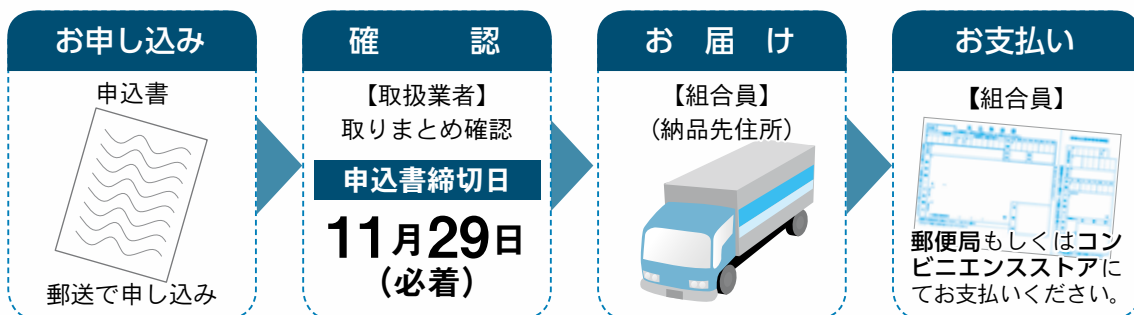 お申し込み
申込書
郵送で申し込み
確　認
【取扱業者】
取りまとめ確認
申込書締切日
11月29日
（必着）
お届け
【組合員】
（納品先住所）
お支払い
【組合員】
郵便局もしくはコン
ビニエンスストアに
てお支払いください。